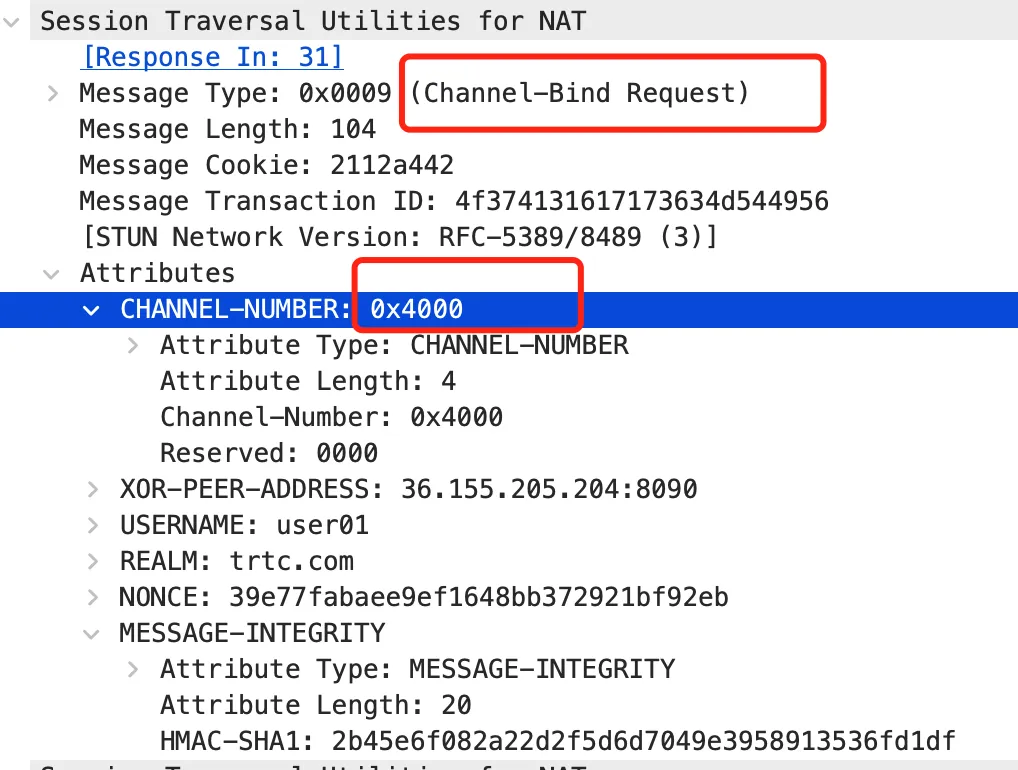 Session Traversal Utilities for NAT
[Response In: 31]
Message Type: 0x0009 (Channel-Bind Request)
Message Length: 104
Message Cookie: 2112a442
Message Transaction ID: 4f374131617173634d544956
[STUN Network Version: RFC-5389/8489 (3)]
Attributes
CHANNEL-NUMBER: 0x4000
Attribute Type: CHANNEL-NUMBER
Attribute Length: 4
Channel-Number: 0x4000
Reserved: 0000
XOR-PEER-ADDRESS: 36.155.205.204:8090
USERNAME: user01
REALM: trtc.com
NONCE: 39e77fabaee9ef1648bb372921bf92eb
MESSAGE-INTEGRITY
Attribute Type: MESSAGE-INTEGRITY
Attribute Length: 20
HMAC-SHA1: 2b45e6f082a22d2f5d6d7049e3958913536fd1df